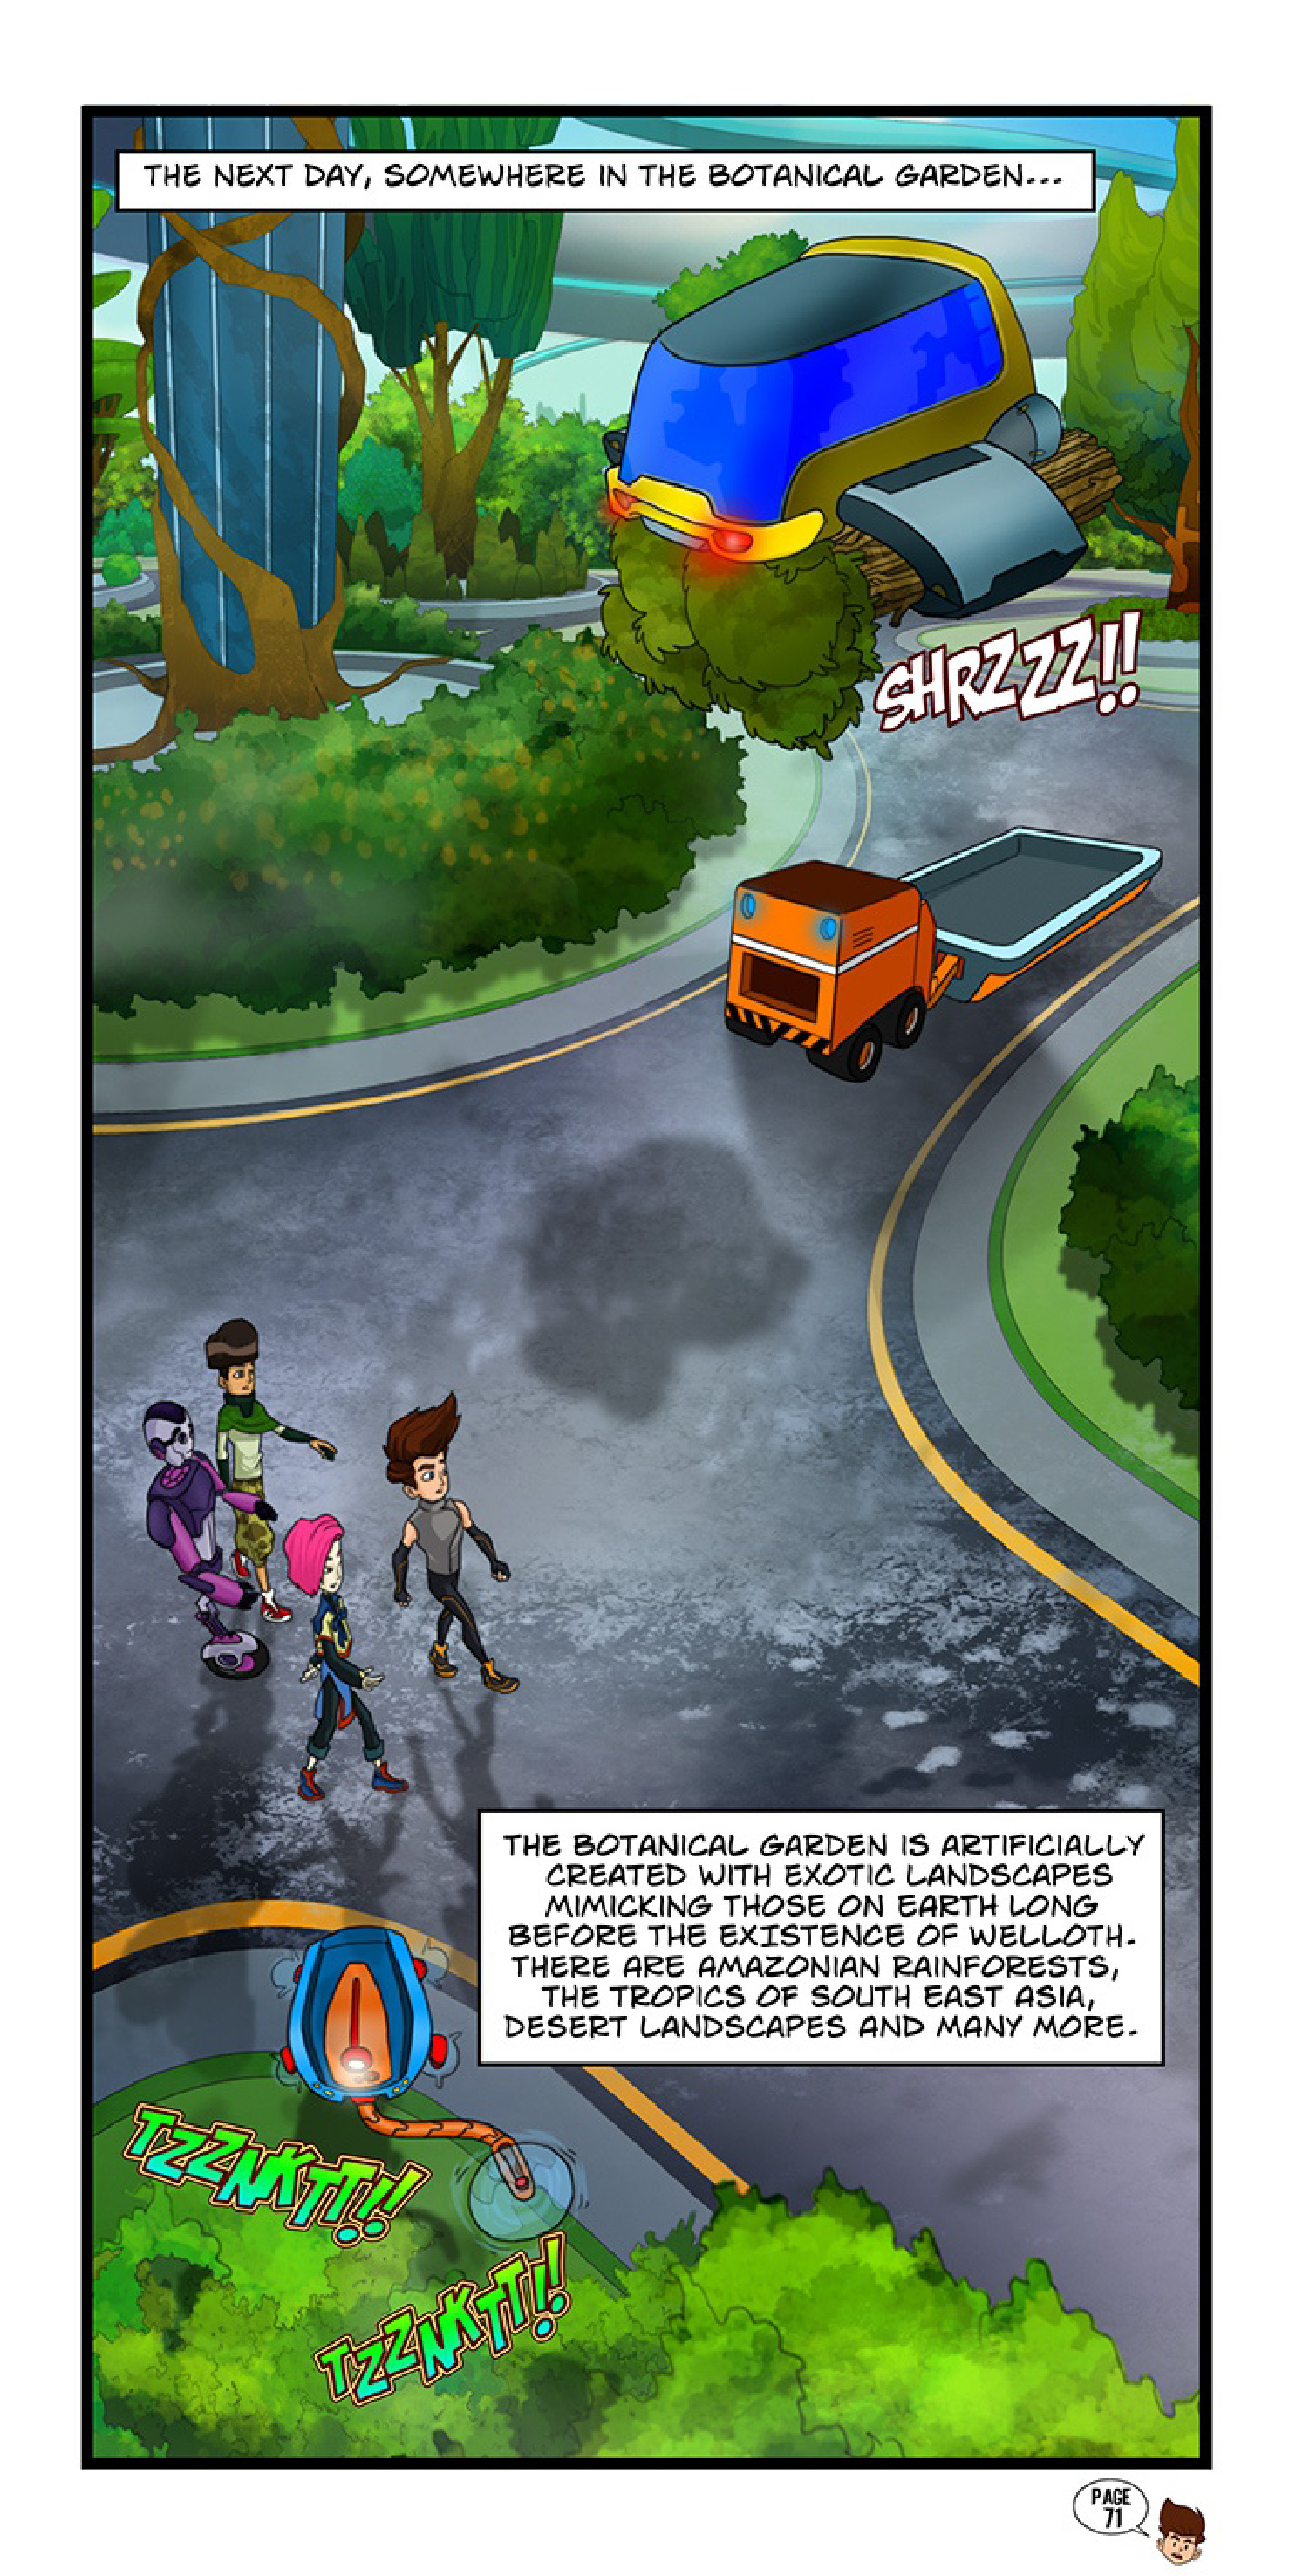 THE NEXT DAY, SOMEWHERE IN THE BOTANICAL GARDEN...
SHRZZZ!!
THE BOTANICAL GARDEN IS ARTIFICIALLY
CREATED WITH EXOTIC LANDSCAPES
MIMICKING THOSE ON EARTH LONG
BEFORE THE EXISTENCE OF WELLOTH.
THERE ARE AMAZONIAN RAINFORESTS,
THE TROPICS OF SOUTH EAST ASIA,
DESERT LANDSCAPES AND MANY MORE.
TZZNKTT!!
TZZNKTT!!
PAGE
71